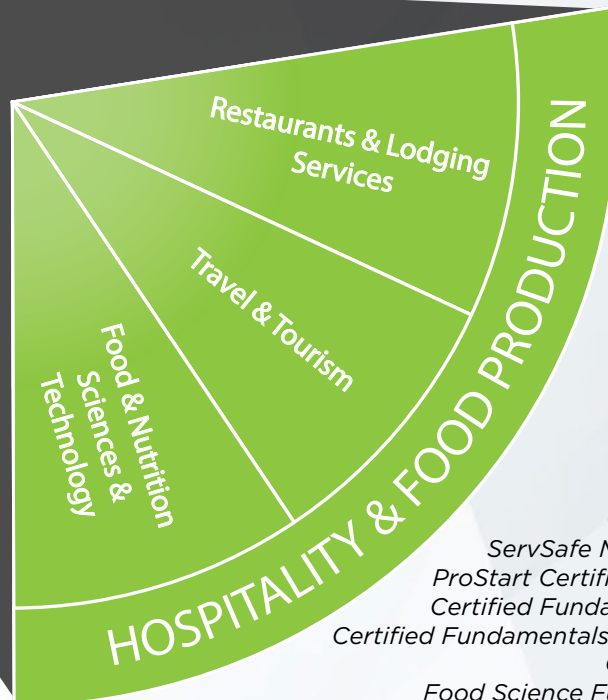 Restaurants & Lodging
Services
Travel & Tourism
Food & Nutrition
Sciences &
Technology
HOSPITALITY & FOOD PRODUCTION
ServSafe
ProStart
Certified
Certified Fundamentals
Food Science